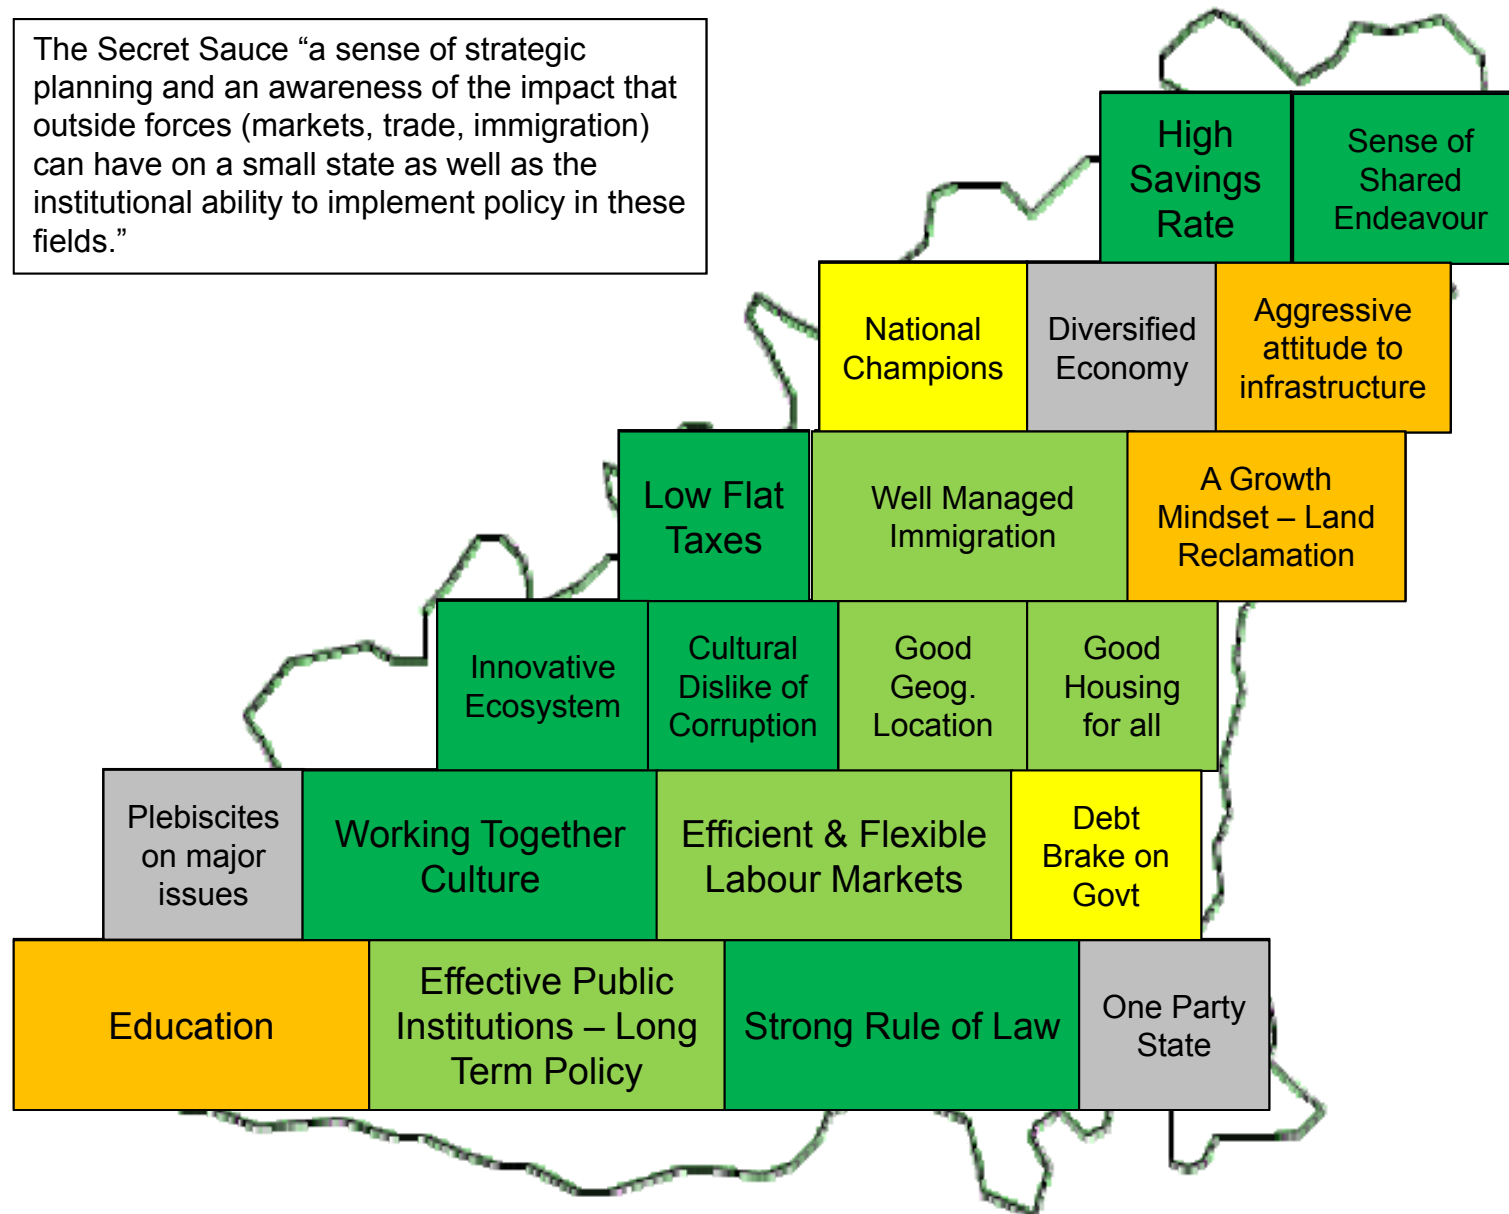 The Secret Sauce “a sense of strategic
planning and an awareness of the impact that
outside forces (markets, trade, immigration)
can have on a small state as well as the
institutional ability to implement policy in these
fields.”
High
Savings
Rate
Sense of
Shared
Endeavour
National
Champions
Diversified
Economy
Aggressive
attitude to
infrastructure
Low Flat
Taxes
Well Managed
Immigration
A Growth
Mindset – Land
Reclamation
Innovative
Ecosystem
Cultural
Dislike of
Corruption
Good
Geog.
Location
Good
Housing
for all
Plebiscites
on major
issues
Working Together
Culture
Efficient & Flexible
Labour Markets
Debt
Brake on
Govt
Education
Effective Public
Institutions – Long
Term Policy
Strong Rule of Law
One Party
State